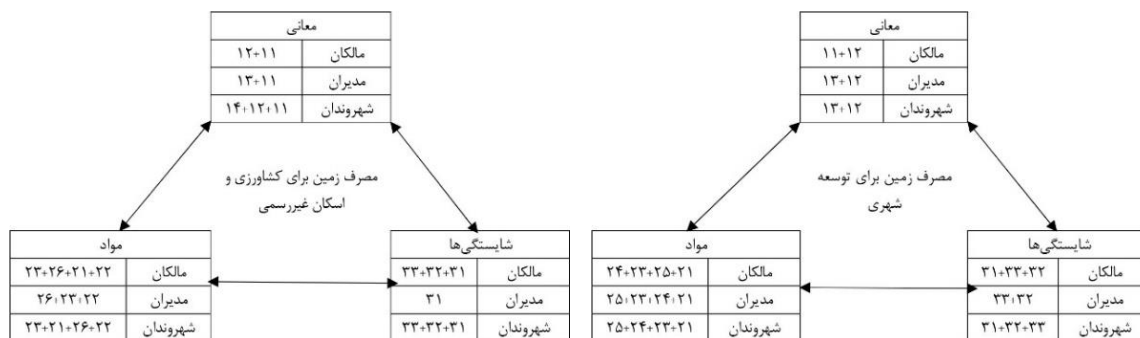 معانی
مالکان ۱۲+۱۱
مدیران ۱۳+۱۱
شهروندان ۱۴+۱۲+۱۱
مصرف زمین برای کشاورزی و
اسکان غیررسمی
مواد
مالکان ۲۳+۲۶+۲۱+۲۲
مدیران ۲۶+۲۳+۲۲
شهروندان ۲۳+۲۱+۲۶+۲۲
شایستگی‌ها
مالکان ۳۳+۳۲+۳۱
مدیران ۳۱
شهروندان ۳۳+۳۲+۳۱
معانی
مالکان ۱۱+۱۲
مدیران ۱۳+۱۲
شهروندان ۱۳+۱۲
مصرف زمین برای توسعه
شهری
مواد
مالکان ۲۴+۲۳+۲۵+۲۱
مدیران ۲۵+۲۳+۲۴+۲۱
شهروندان ۲۵+۲۴+۲۳+۲۱
شایستگی‌ها
مالکان ۳۱+۳۳+۳۲
مدیران ۳۳+۳۲
شهروندان ۳۱+۳۲+۳۳